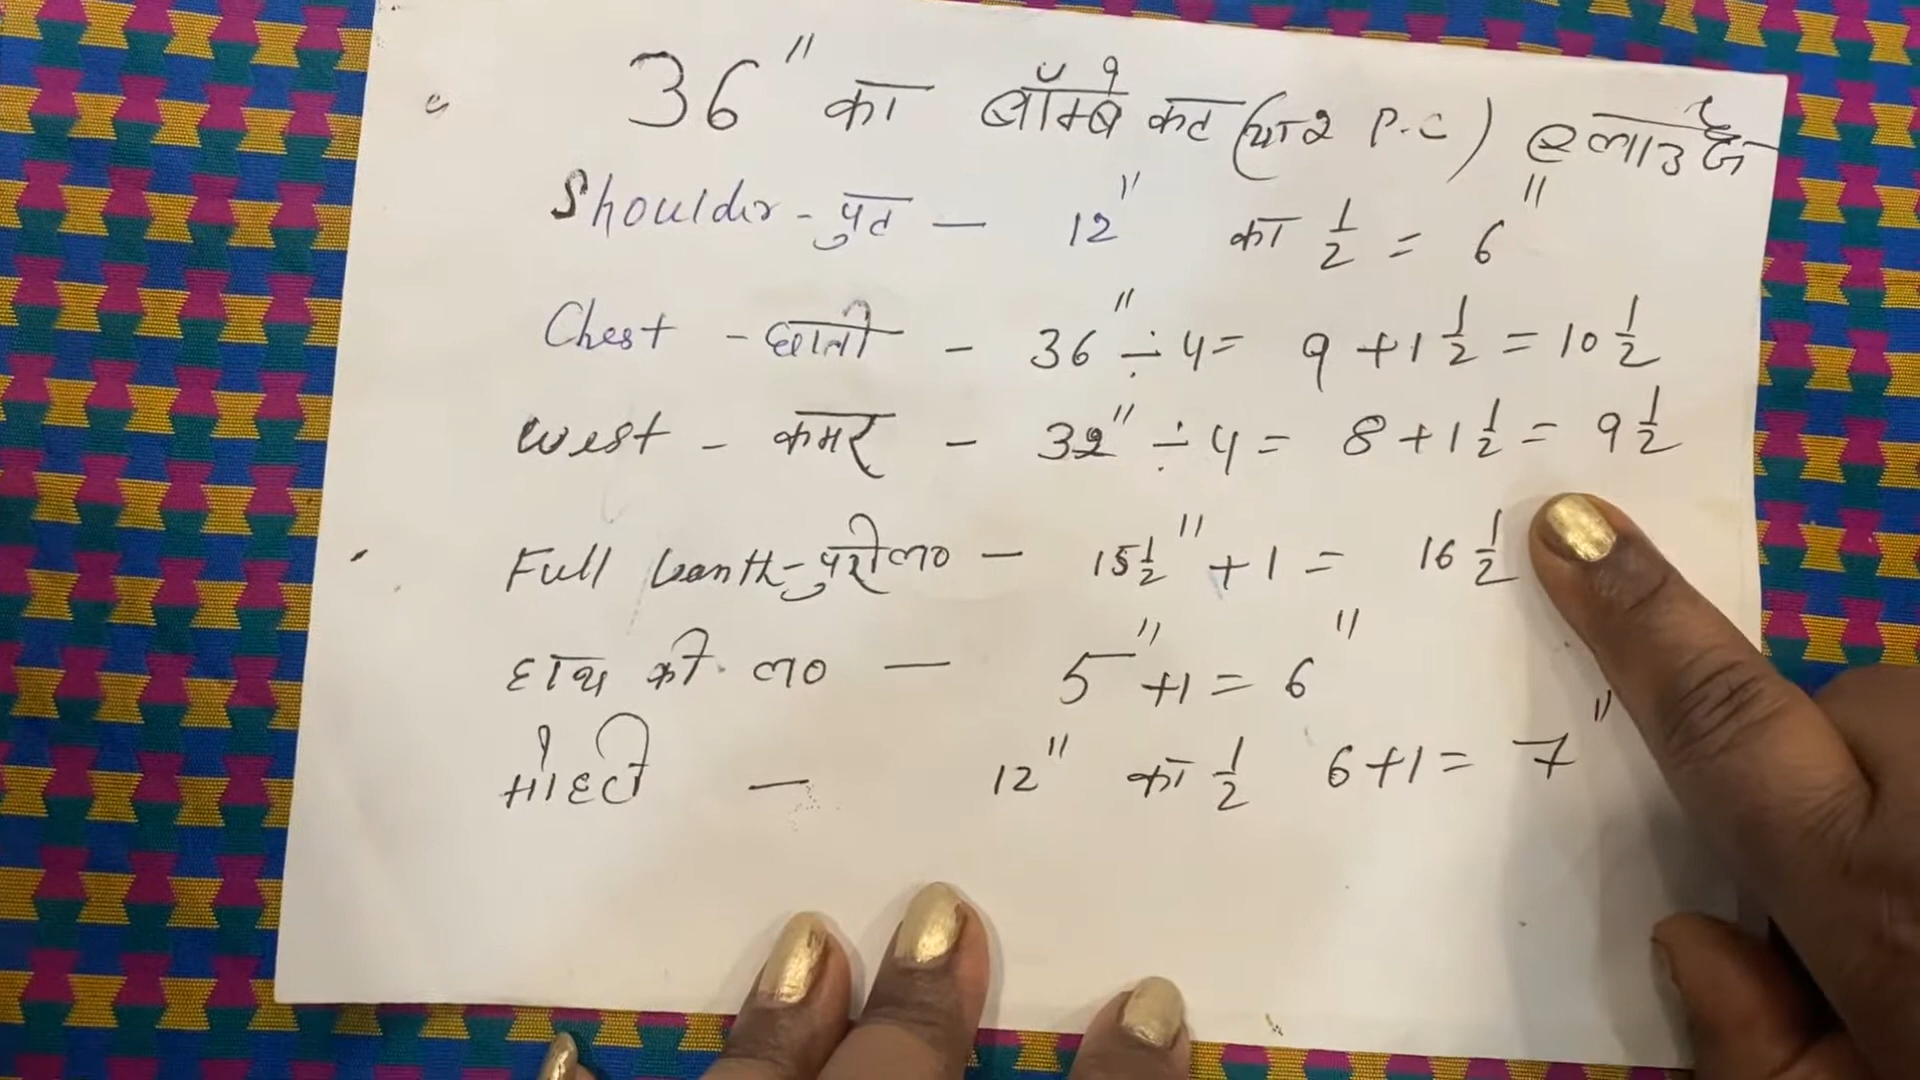 36" का बॉम्बे कट (चार P.C) ब्लाउज
Shoulder - पुट — 12" का 1/2 = 6"
Chest - छाती - 36" ÷ 4 = 9 + 1 1/2 = 10 1/2
west - कमर - 32" ÷ 4 = 8 + 1 1/2 = 9 1/2
Full Lenth - पुरी ल० — 15 1/2" + 1 = 16 1/2
हाथ की ल० — 5" + 1 = 6"
मोहरी — 12" का 1/2 6 + 1 = 7"